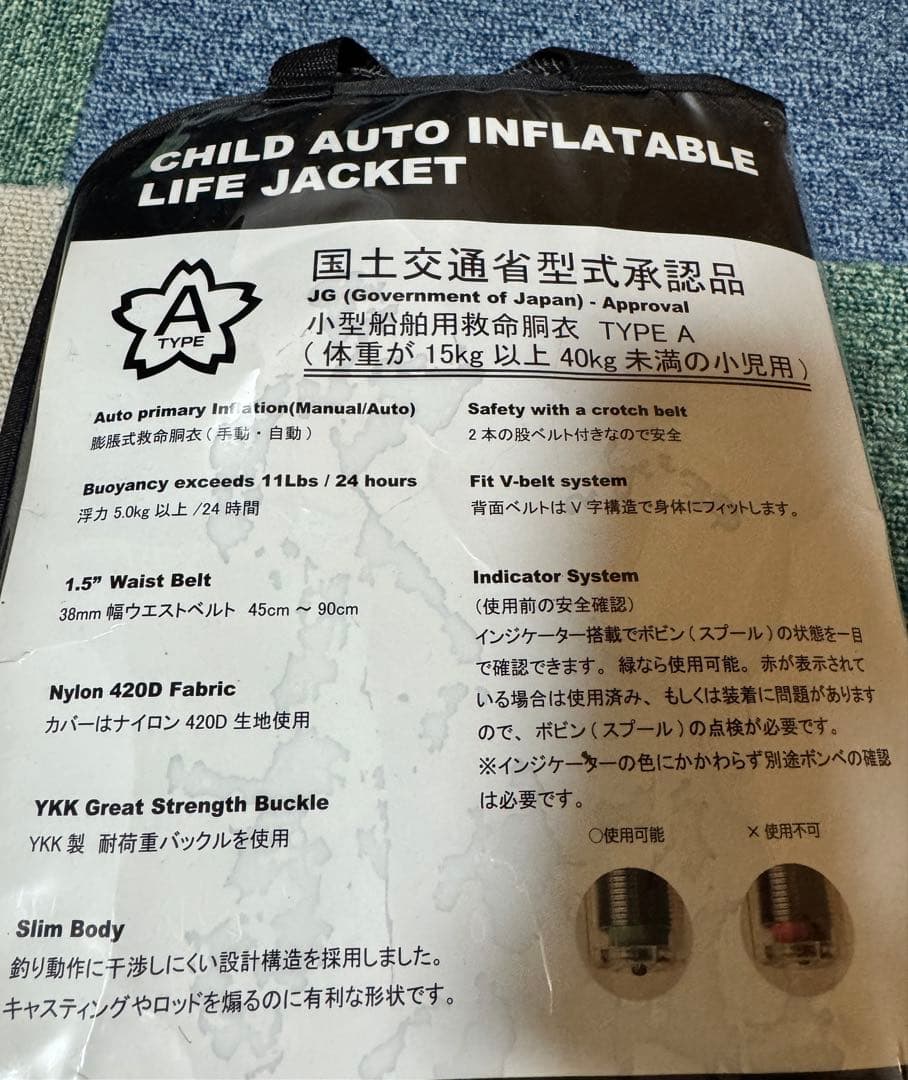 CHILD AUTO INFLATABLE
LIFE JACKET
A
TYPE
国土交通省型式承認品
JG (Government of Japan) - Approval
小型船舶用救命胴衣 TYPE A
(体重が 15kg 以上 40kg 未満の小児用)
Auto primary Inflation(Manual/Auto)
膨脹式救命胴衣(手動・自動)
Buoyancy exceeds 11Lbs / 24 hours
浮力 5.0kg 以上 /24 時間
1.5” Waist Belt
38mm 幅ウエストベルト 45cm ～ 90cm
Nylon 420D Fabric
カバーはナイロン 420D 生地使用
YKK Great Strength Buckle
YKK 製 耐荷重バックルを使用
Slim Body
釣り動作に干渉しにくい設計構造を採用しました。
キャスティングやロッドを煽るのに有利な形状です。
Safety with a crotch belt
2 本の股ベルト付きなので安全
Fit V-belt system
背面ベルトは V 字構造で身体にフィットします。
Indicator System
(使用前の安全確認)
インジケーター搭載でボビン(スプール)の状態を一目
で確認できます。緑なら使用可能。赤が表示されて
いる場合は使用済み、もしくは装着に問題があります
ので、ボビン(スプール)の点検が必要です。
※インジケーターの色にかかわらず別途ボンベの確認
は必要です。
○使用可能
× 使用不可